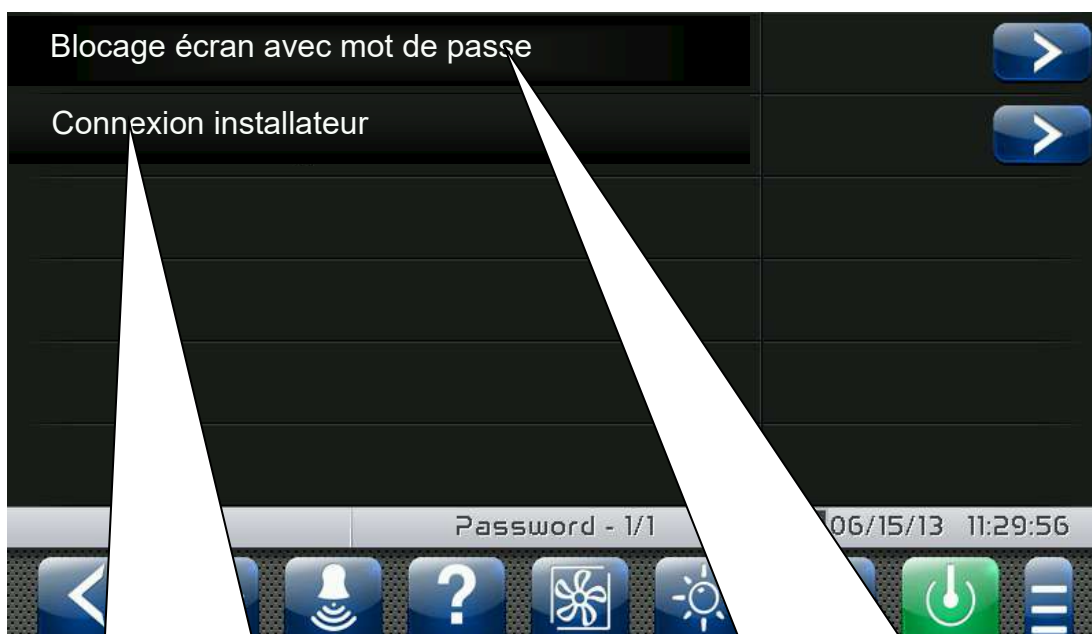 Blocage écran avec mot de passe
Connexion installateur
Password - 1/1
06/15/13 11:29:56
?